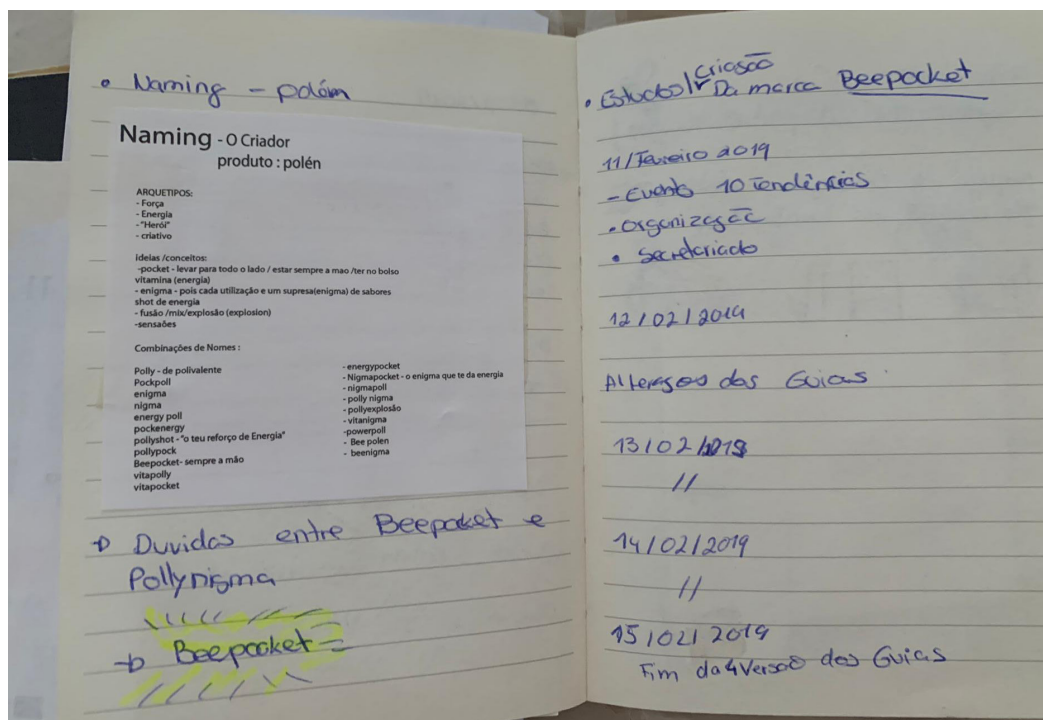 • Naming - polém
Naming - O Criador
produto : polén
ARQUETIPOS:
- Força
- Energia
- "Herói"
- criativo
Ideias /conceitos:
-pocket - levar para todo o lado / estar sempre a mao /ter no bolso
vitamina (energia)
- enigma - pois cada utilização e um supresa(enigma) de sabores
shot de energia
- fusão /mix/explosão (explosion)
-sensaões
Combinações de Nomes :
Polly - de polivalente
Pockpoll
enigma
nigma
energy poll
pockenergy
pollyshot - "o teu reforço de Energia"
pollypock
Beepocket- sempre a mão
vitapolly
vitapocket
- energypocket
- Nigmapocket - o enigma que te da energia
- nigmapoll
- polly nigma
- pollyexplosão
- vitanigma
-powerpoll
- Bee polen
- beenigma
Duvidas entre Beepocket e
Pollynigma
Beepocket
• Estudo / Criação
Da marca Beepocket
11/Fevereiro 2019
- Evento 10 Tendências
• organização
• Secretariado
12/02/2019
Alterações dos Guias
13/02/2019
//
14/02/2019
//
15/02/2019
Fim da 4 Versão dos Guias